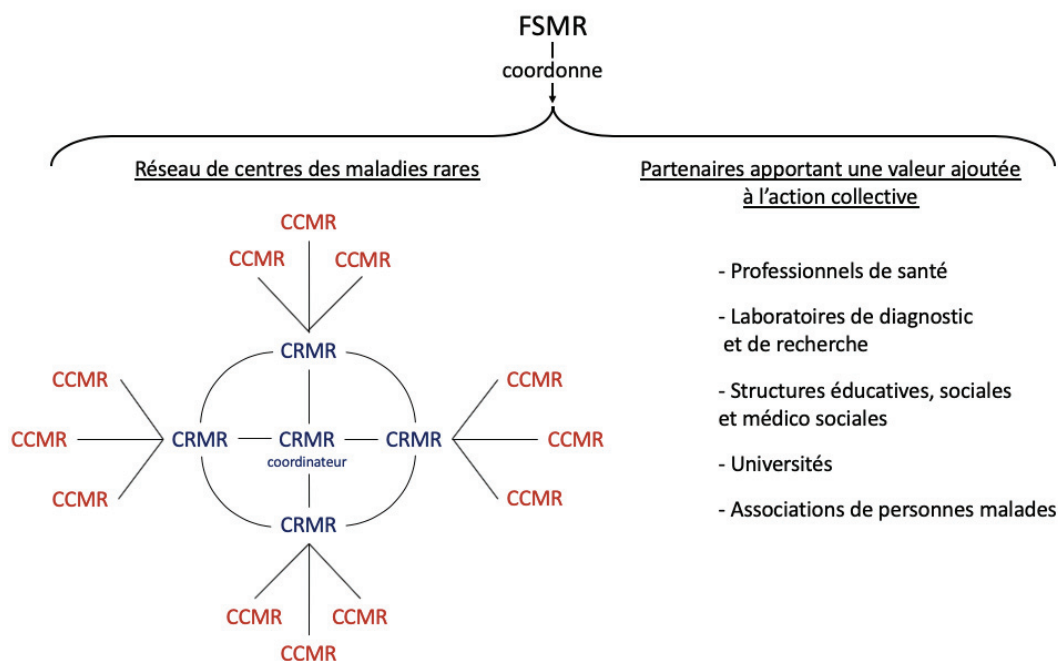 FSMR
coordonne
Réseau de centres des maladies rares
Partenaires apportant une valeur ajoutée
à l'action collective
CCMR
CCMR
CCMR
CRMR
CCMR
CCMR
CCMR
CRMR
CRMR
coordinateur
CRMR
CCMR
CCMR
CCMR
CRMR
CCMR
CCMR
CCMR
- Professionnels de santé
- Laboratoires de diagnostic
et de recherche
- Structures éducatives, sociales
et médico sociales
- Universités
- Associations de personnes malades